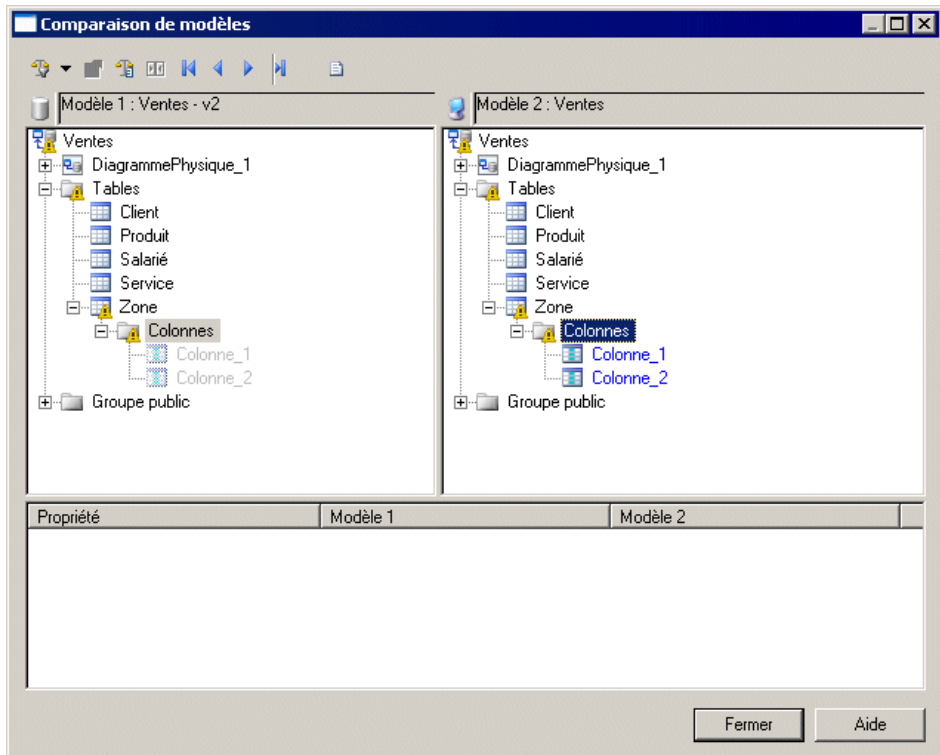 Comparaison de modèles
Modèle 1 : Ventes - v2
Modèle 2 : Ventes
Ventes
DiagrammePhysique_1
Tables
Client
Produit
Salarié
Service
Zone
Colonnes
Colonne_1
Colonne_2
Groupe public
Ventes
DiagrammePhysique_1
Tables
Client
Produit
Salarié
Service
Zone
Colonnes
Colonne_1
Colonne_2
Groupe public
Propriété Modèle 1 Modèle 2
Fermer Aide